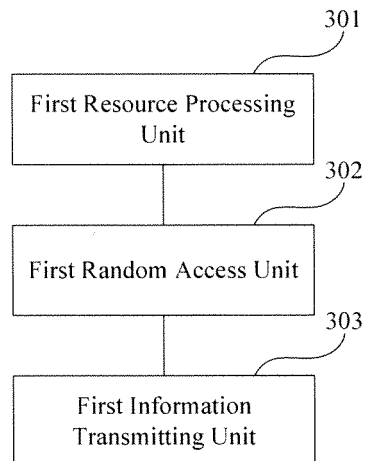 301
First Resource Processing
Unit
302
First Random Access Unit
303
First Information
Transmitting Unit